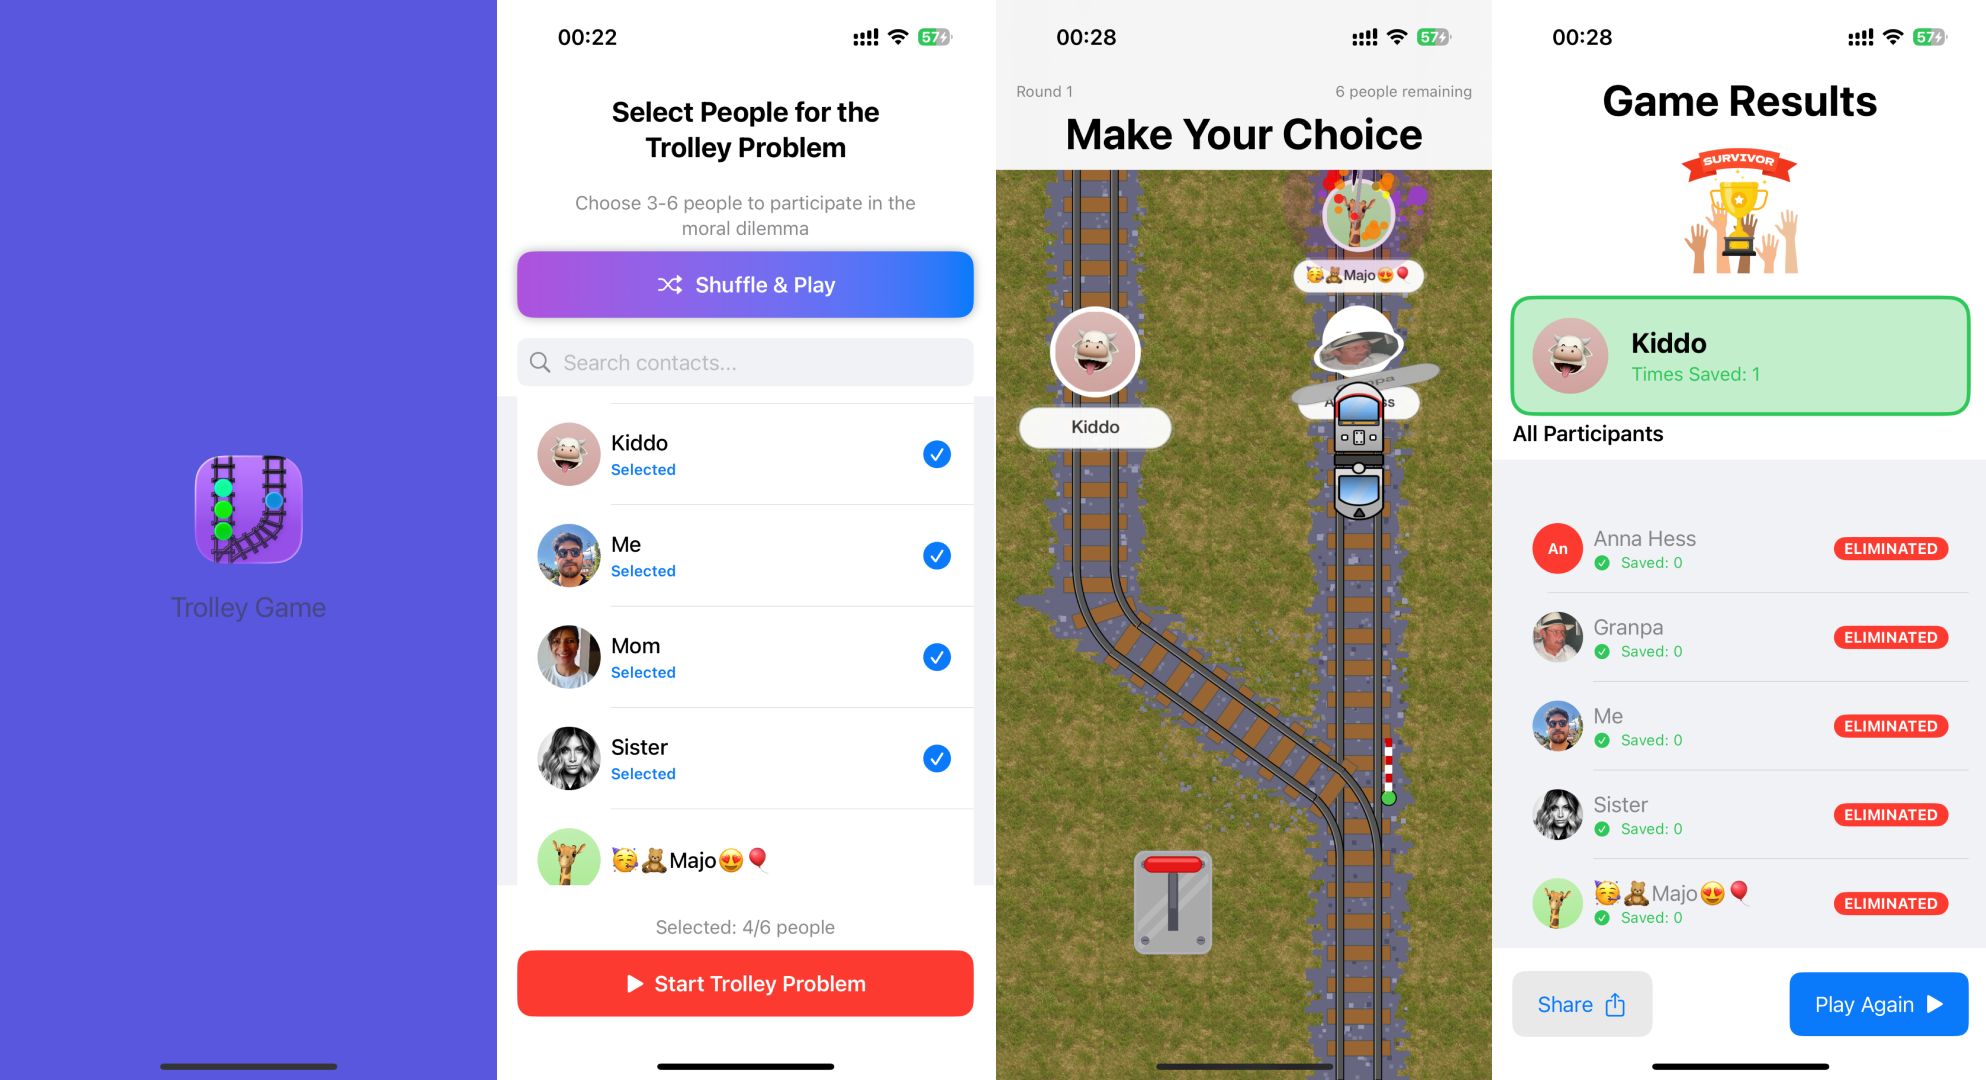 Trolley Game
00:22
57
Select People for the
Trolley Problem
Choose 3-6 people to participate in the
moral dilemma
Shuffle & Play
Search contacts...
Kiddo
Selected
Me
Selected
Mom
Selected
Sister
Selected
🥳🧸Majo😍🎈
Selected: 4/6 people
Start Trolley Problem
00:28
57
Round 1
6 people remaining
Make Your Choice
🥳🧸Majo😍🎈
Kiddo
00:28
57
Game Results
SURVIVOR
Kiddo
Times Saved: 1
All Participants
An
Anna Hess
Saved: 0
ELIMINATED
Granpa
Saved: 0
ELIMINATED
Me
Saved: 0
ELIMINATED
Sister
Saved: 0
ELIMINATED
🥳🧸Majo😍🎈
Saved: 0
ELIMINATED
Share
Play Again